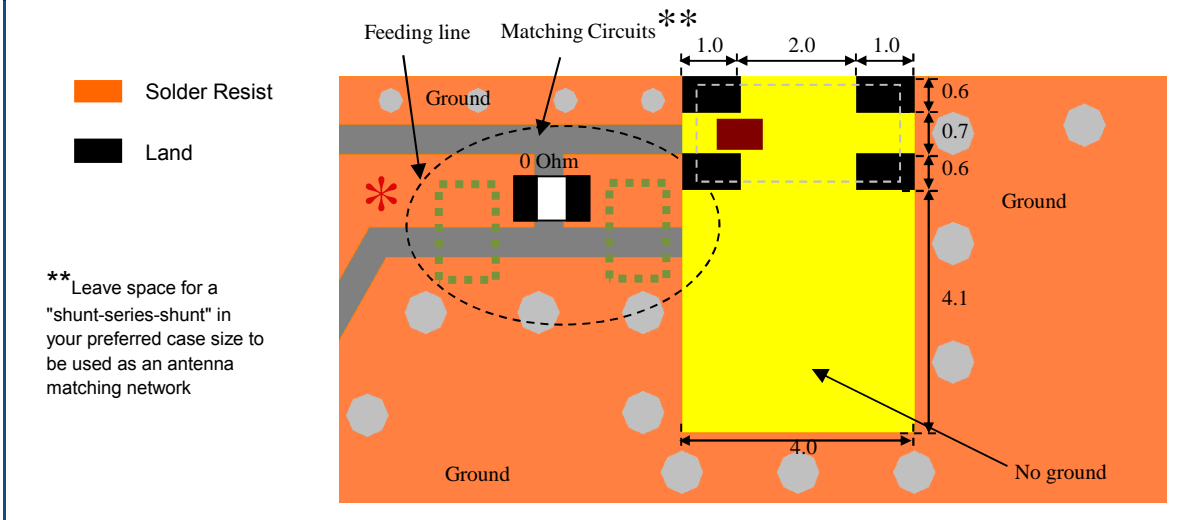 Feeding line
Matching Circuits**
1.0
2.0
1.0
Solder Resist
Land
Ground
0 Ohm
*
0.6
0.7
0.6
Ground
4.1
**Leave space for a
"shunt-series-shunt" in
your preferred case size to
be used as an antenna
matching network
4.0
Ground
No ground